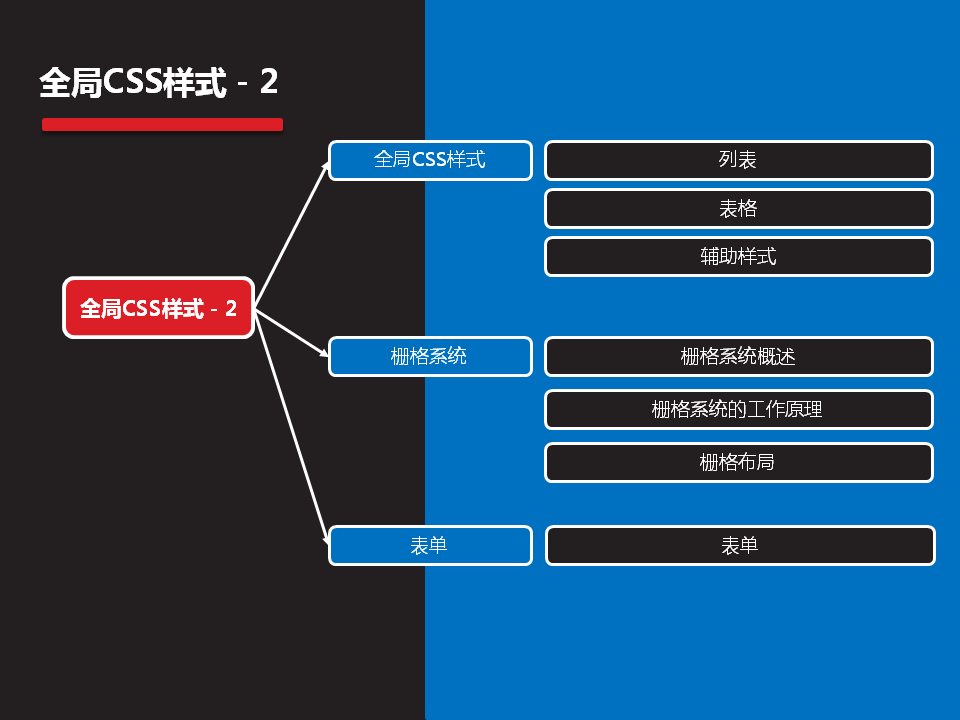 全局CSS样式 - 2
全局CSS样式
列表
表格
辅助样式
全局CSS样式 - 2
栅格系统
栅格系统概述
栅格系统的工作原理
栅格布局
表单
表单